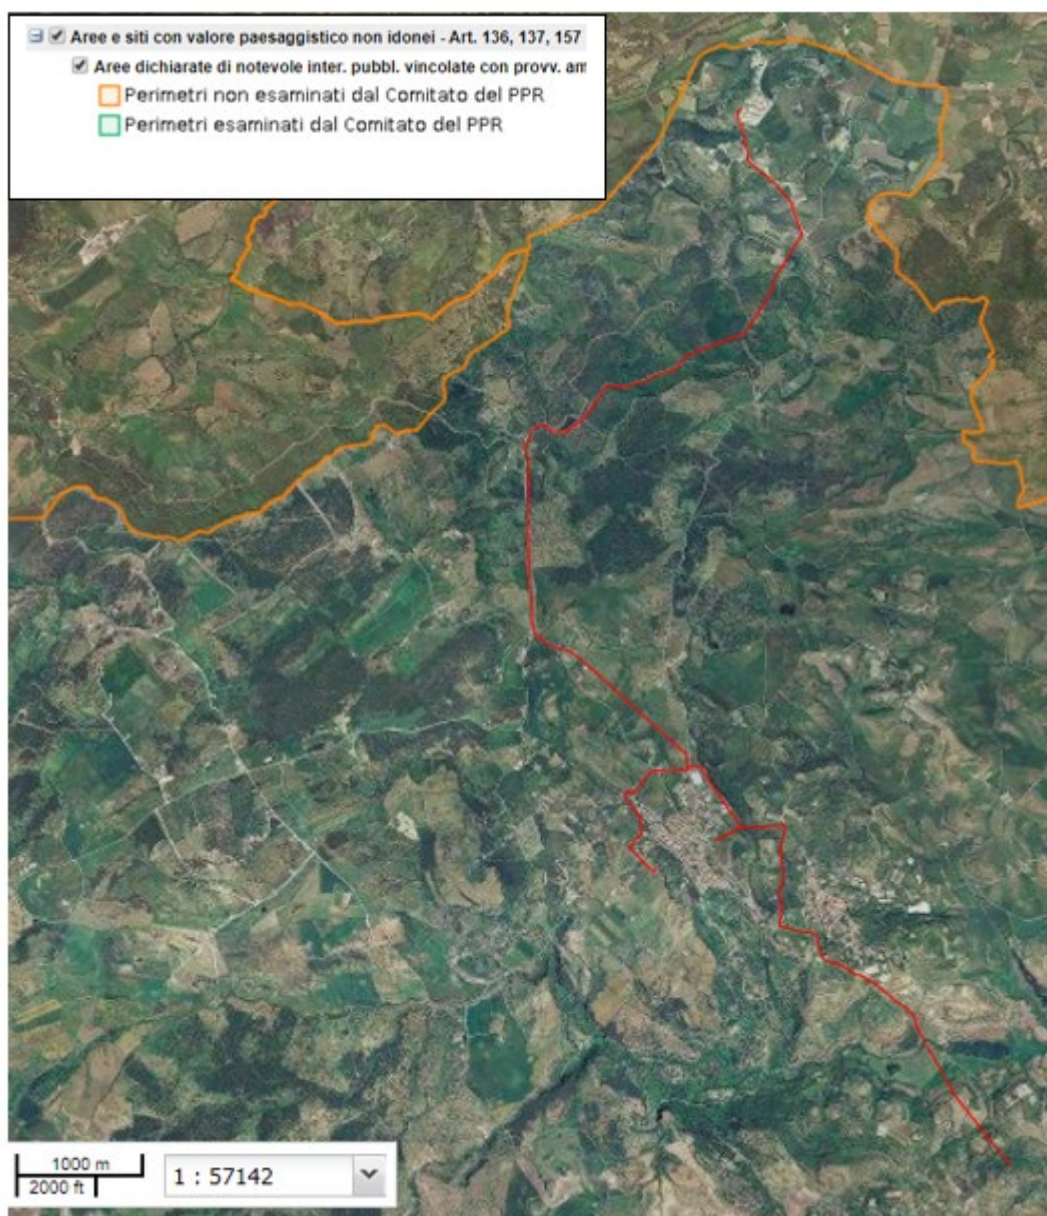 Aree e siti con valore paesaggistico non idonei - Art. 136, 137, 157
Aree dichiarate di notevole inter. pubbl. vincolate con provv. am
Perimetri non esaminati dal Comitato del PPR
Perimetri esaminati dal Comitato del PPR
1000 m
2000 ft
1 : 57142